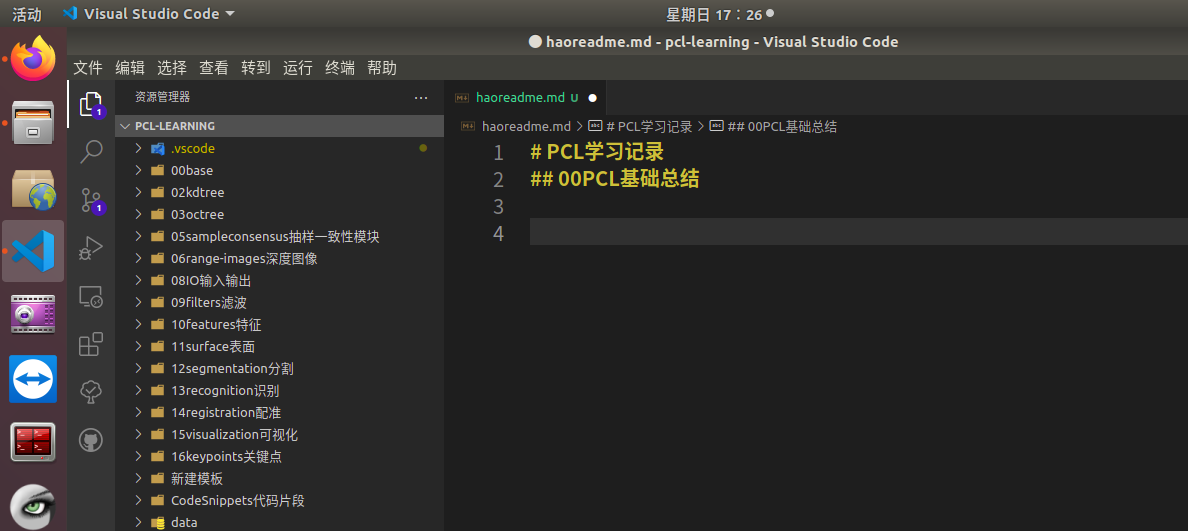 活动 Visual Studio Code 星期日 17：26
haoreadme.md - pcl-learning - Visual Studio Code
文件 编辑 选择 查看 转到 运行 终端 帮助
资源管理器 ···
haoreadme.md U
PCL-LEARNING
haoreadme.md > # PCL学习记录 > ## 00PCL基础总结
.vscode
00base
02kdtree
03octree
05sampleconsensus抽样一致性模块
06range-images深度图像
08IO输入输出
09filters滤波
10features特征
11surface表面
12segmentation分割
13recognition识别
14registration配准
15visualization可视化
16keypoints关键点
新建模板
CodeSnippets代码片段
data
1 # PCL学习记录
2 ## 00PCL基础总结
3
4
1
1